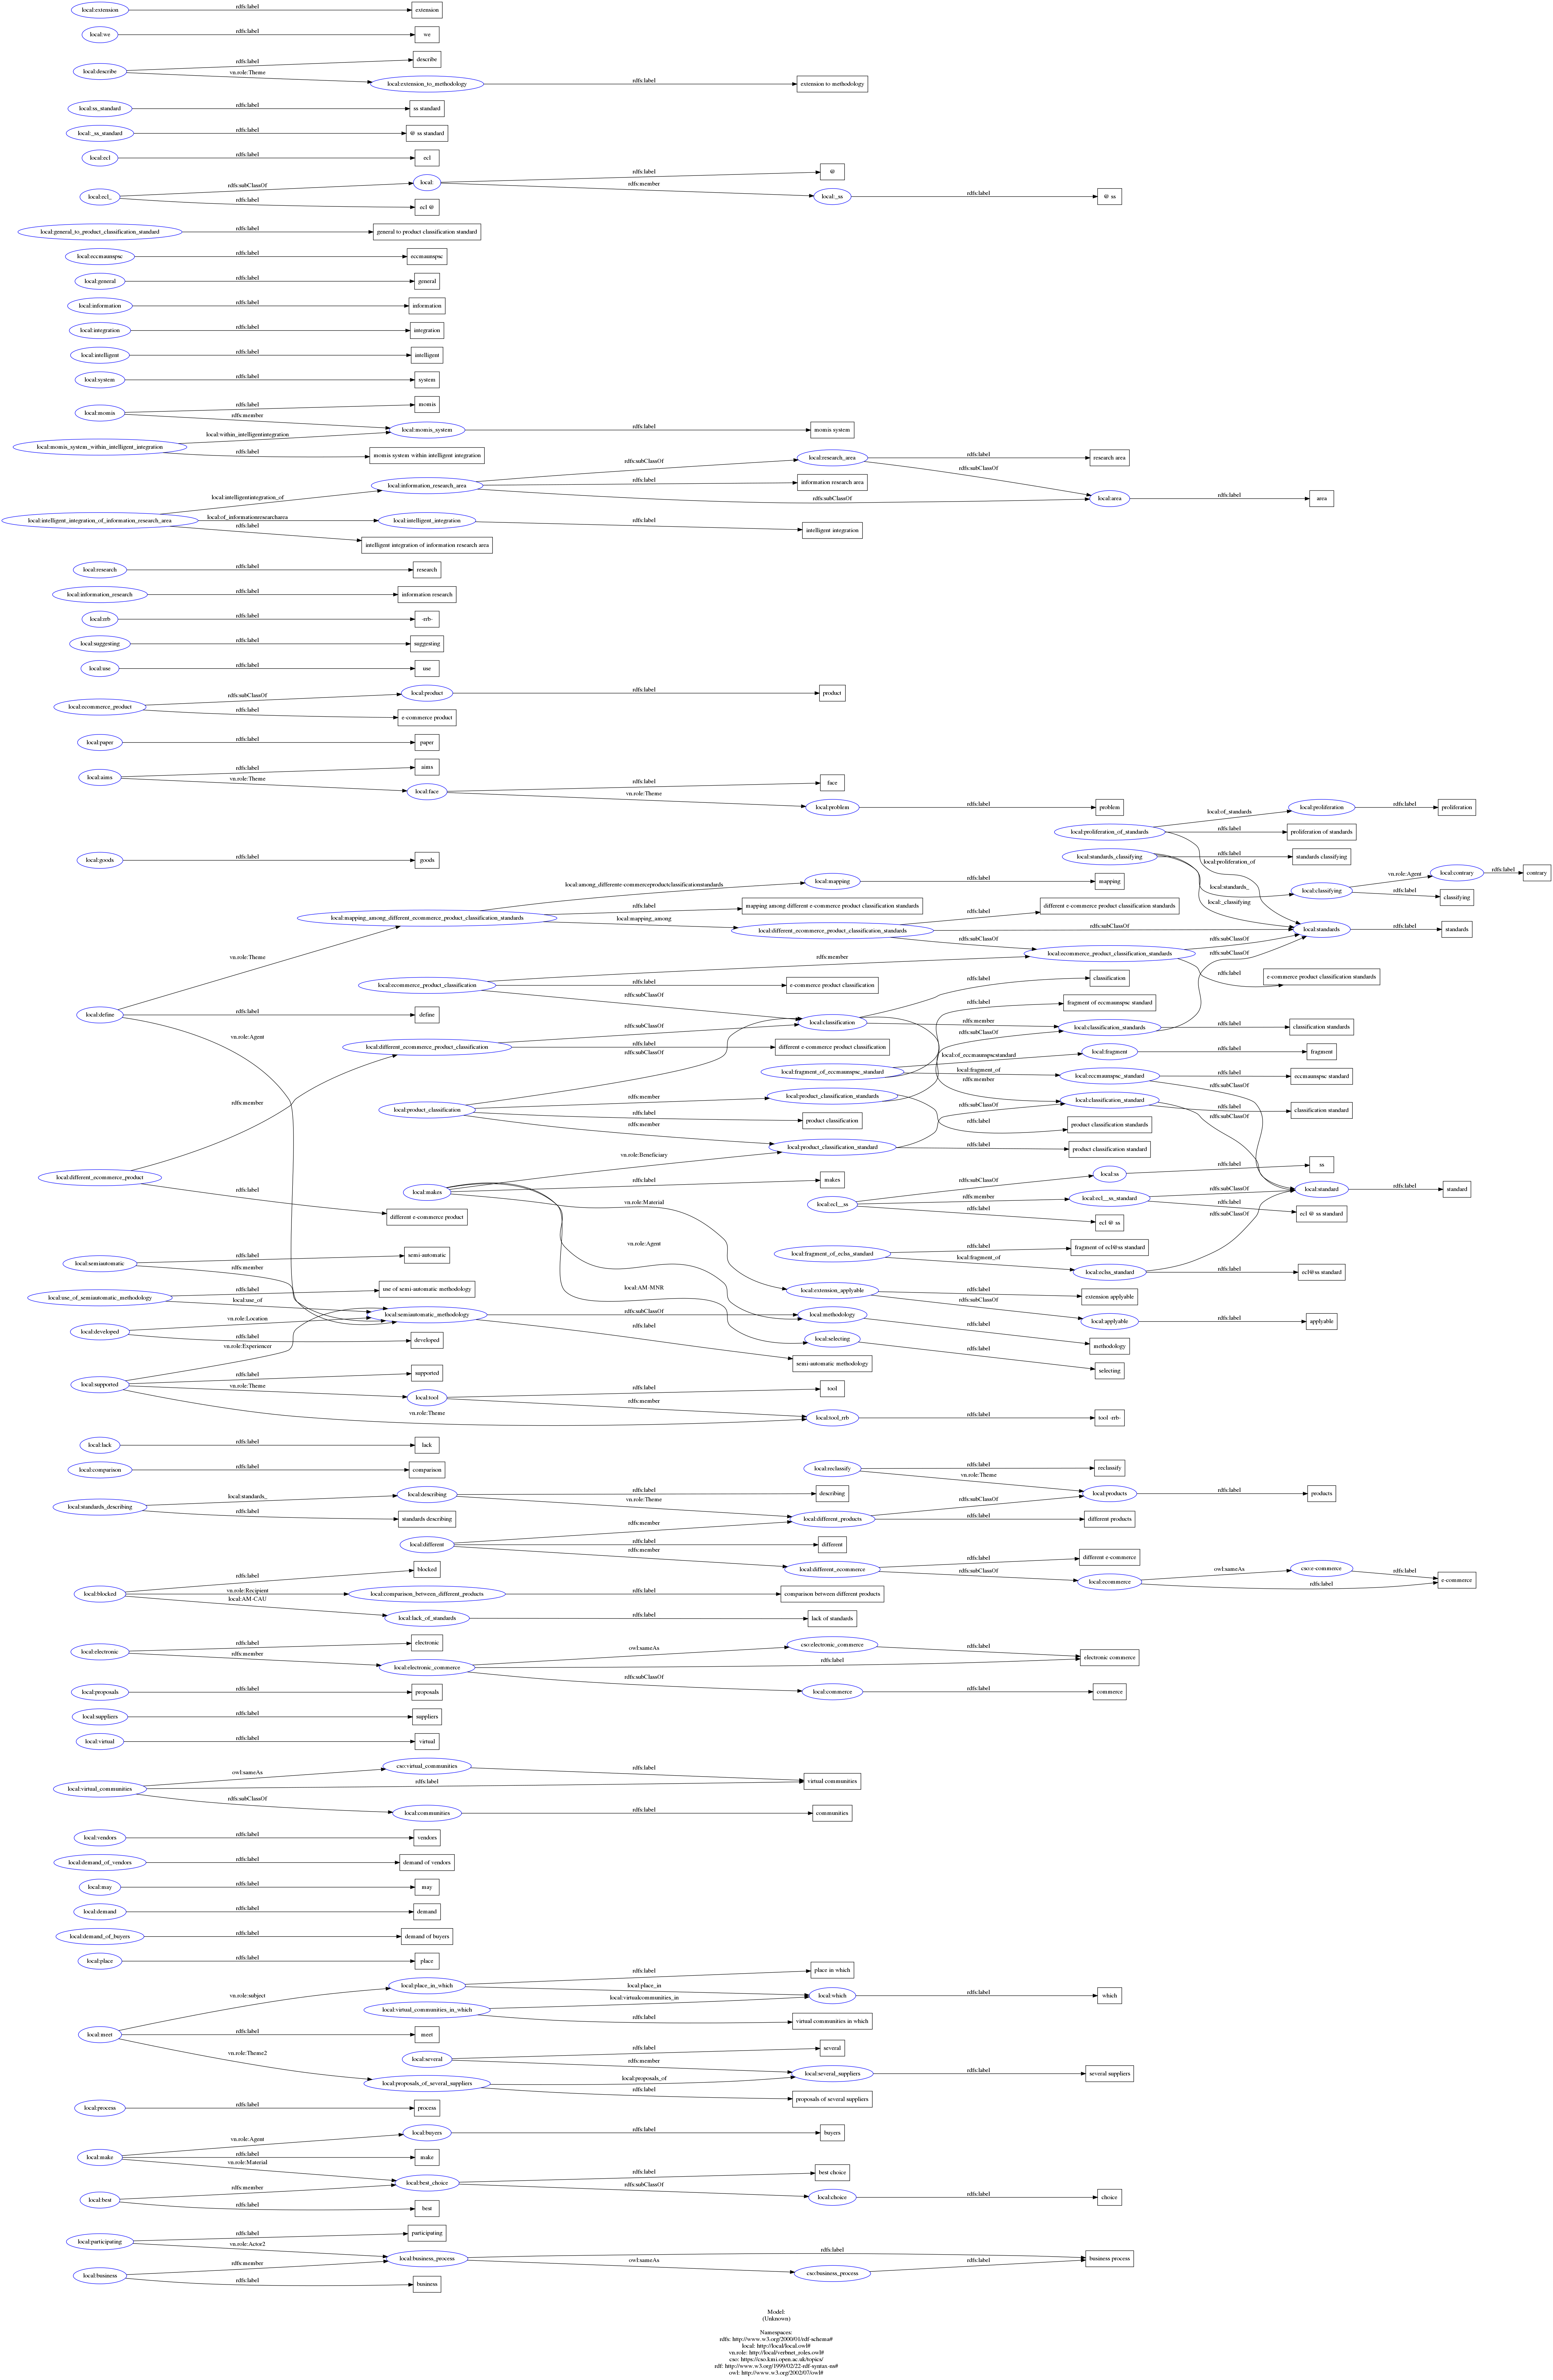 local:extension
rdfs:label
extension
local:we
rdfs:label
we
local:describe
rdfs:label
describe
vn.role:Theme
local:extension_to_methodology
rdfs:label
extension to methodology
local:ss_standard
rdfs:label
ss standard
local:_ss_standard
rdfs:label
@ ss standard
local:ecl
rdfs:label
ecl
local:ecl_
rdfs:subClassOf
local:
rdfs:label
@
rdfs:member
local:_ss
rdfs:label
@ ss
rdfs:label
ecl @
local:general_to_product_classification_standard
rdfs:label
general to product classification standard
local:eccmaunspsc
rdfs:label
eccmaunspsc
local:general
rdfs:label
general
local:information
rdfs:label
information
local:integration
rdfs:label
integration
local:intelligent
rdfs:label
intelligent
local:system
rdfs:label
system
local:momis
rdfs:label
momis
rdfs:member
local:momis_system
rdfs:label
momis system
local:momis_system_within_intelligent_integration
local:within_intelligentintegration
rdfs:label
momis system within intelligent integration
local:intelligent_integration_of_information_research_area
local:intelligentintegration_of
local:information_research_area
rdfs:subClassOf
local:research_area
rdfs:label
research area
rdfs:label
information research area
rdfs:subClassOf
rdfs:subClassOf
local:area
rdfs:label
area
local:of_informationresearcharea
local:intelligent_integration
rdfs:label
intelligent integration
rdfs:label
intelligent integration of information research area
local:research
rdfs:label
research
local:information_research
rdfs:label
information research
local:rrb
rdfs:label
-rrb-
local:suggesting
rdfs:label
suggesting
local:use
rdfs:label
use
local:ecommerce_product
rdfs:subClassOf
local:product
rdfs:label
product
rdfs:label
e-commerce product
local:paper
rdfs:label
paper
local:aims
rdfs:label
aims
vn.role:Theme
local:face
rdfs:label
face
vn.role:Theme
local:problem
rdfs:label
problem
local:proliferation_of_standards
local:of_standards
local:proliferation
rdfs:label
proliferation
rdfs:label
proliferation of standards
local:proliferation_of
local:goods
rdfs:label
goods
local:standards_classifying
rdfs:label
standards classifying
local:standards_
local:classifying
vn.role:Agent
local:contrary
rdfs:label
contrary
rdfs:label
classifying
local:_classifying
local:mapping_among_different_ecommerce_product_classification_standards
local:among_differente-commerceproductclassificationstandards
local:mapping
rdfs:label
mapping
rdfs:label
mapping among different e-commerce product classification standards
local:mapping_among
local:different_ecommerce_product_classification_standards
rdfs:label
different e-commerce product classification standards
rdfs:subClassOf
local:standards
rdfs:label
standards
rdfs:subClassOf
local:ecommerce_product_classification_standards
rdfs:subClassOf
rdfs:label
e-commerce product classification standards
local:define
vn.role:Theme
rdfs:label
define
vn.role:Agent
local:ecommerce_product_classification
rdfs:member
rdfs:label
e-commerce product classification
rdfs:subClassOf
local:classification
rdfs:label
classification
rdfs:member
local:classification_standards
rdfs:subClassOf
rdfs:label
classification standards
rdfs:label
fragment of eccmaunspsc standard
local:different_ecommerce_product_classification
rdfs:subClassOf
rdfs:label
different e-commerce product classification
rdfs:subClassOf
local:fragment_of_eccmaunspsc_standard
local:of_eccmaunspscstandard
local:fragment
rdfs:label
fragment
local:fragment_of
local:eccmaunspsc_standard
rdfs:label
eccmaunspsc standard
rdfs:subClassOf
rdfs:member
local:product_classification
rdfs:subClassOf
rdfs:member
local:product_classification_standards
rdfs:label
product classification standards
rdfs:label
product classification
rdfs:member
local:product_classification_standard
rdfs:subClassOf
local:classification_standard
rdfs:label
classification standard
rdfs:subClassOf
rdfs:label
product classification standard
local:different_ecommerce_product
rdfs:member
rdfs:label
different e-commerce product
local:makes
vn.role:Beneficiary
rdfs:label
makes
vn.role:Material
vn.role:Agent
local:AM-MNR
local:ecl__ss
rdfs:subClassOf
local:ss
rdfs:label
ss
rdfs:member
local:ecl__ss_standard
rdfs:subClassOf
local:standard
rdfs:label
standard
rdfs:label
ecl @ ss standard
rdfs:label
ecl @ ss
local:fragment_of_eclss_standard
rdfs:label
fragment of ecl@ss standard
local:fragment_of
local:eclss_standard
rdfs:subClassOf
rdfs:label
ecl@ss standard
local:semiautomatic
rdfs:label
semi-automatic
rdfs:member
local:use_of_semiautomatic_methodology
rdfs:label
use of semi-automatic methodology
local:use_of
local:semiautomatic_methodology
rdfs:subClassOf
local:methodology
rdfs:label
methodology
rdfs:label
semi-automatic methodology
local:extension_applyable
rdfs:label
extension applyable
rdfs:subClassOf
local:applyable
rdfs:label
applyable
local:developed
vn.role:Location
rdfs:label
developed
local:selecting
rdfs:label
selecting
local:supported
vn.role:Experiencer
rdfs:label
supported
vn.role:Theme
local:tool
rdfs:label
tool
rdfs:member
vn.role:Theme
local:tool_rrb
rdfs:label
tool -rrb-
local:lack
rdfs:label
lack
local:comparison
rdfs:label
comparison
local:reclassify
rdfs:label
reclassify
vn.role:Theme
local:products
rdfs:label
products
local:standards_describing
local:standards_
local:describing
rdfs:label
describing
vn.role:Theme
local:different_products
rdfs:subClassOf
rdfs:label
different products
rdfs:label
standards describing
local:different
rdfs:member
rdfs:label
different
rdfs:member
local:different_ecommerce
rdfs:label
different e-commerce
rdfs:subClassOf
local:ecommerce
owl:sameAs
cso:e-commerce
rdfs:label
e-commerce
rdfs:label
local:blocked
rdfs:label
blocked
vn.role:Recipient
local:comparison_between_different_products
rdfs:label
comparison between different products
local:AM-CAU
local:lack_of_standards
rdfs:label
lack of standards
local:electronic
rdfs:label
electronic
rdfs:member
local:electronic_commerce
owl:sameAs
cso:electronic_commerce
rdfs:label
electronic commerce
rdfs:label
rdfs:subClassOf
local:commerce
rdfs:label
commerce
local:proposals
rdfs:label
proposals
local:suppliers
rdfs:label
suppliers
local:virtual
rdfs:label
virtual
local:virtual_communities
owl:sameAs
cso:virtual_communities
rdfs:label
virtual communities
rdfs:label
rdfs:subClassOf
local:communities
rdfs:label
communities
local:vendors
rdfs:label
vendors
local:demand_of_vendors
rdfs:label
demand of vendors
local:may
rdfs:label
may
local:demand
rdfs:label
demand
local:demand_of_buyers
rdfs:label
demand of buyers
local:place
rdfs:label
place
local:meet
vn.role:subject
local:place_in_which
rdfs:label
place in which
local:place_in
local:which
rdfs:label
which
local:virtual_communities_in_which
local:virtualcommunities_in
rdfs:label
virtual communities in which
rdfs:label
meet
vn.role:Theme2
local:several
rdfs:label
several
rdfs:member
local:several_suppliers
rdfs:label
several suppliers
local:proposals_of_several_suppliers
local:proposals_of
rdfs:label
proposals of several suppliers
local:process
rdfs:label
process
local:make
vn.role:Agent
local:buyers
rdfs:label
buyers
rdfs:label
make
vn.role:Material
local:best_choice
rdfs:label
best choice
rdfs:subClassOf
local:choice
rdfs:label
choice
local:best
rdfs:member
rdfs:label
best
local:participating
rdfs:label
participating
vn.role:Actor2
local:business_process
rdfs:label
business process
owl:sameAs
cso:business_process
rdfs:label
local:business
rdfs:member
rdfs:label
business
Model:
(Unknown)
Namespaces:
rdfs: http://www.w3.org/2000/01/rdf-schema#
local: http://local/local.owl#
vn.role: http://local/verbnet_roles-owl#
cso: https://cso.kmi.open.ac.uk/topics/
rdf: http://www.w3.org/1999/02/22-rdf-syntax-ns#
owl: http://www.w3.org/2002/07/owl#